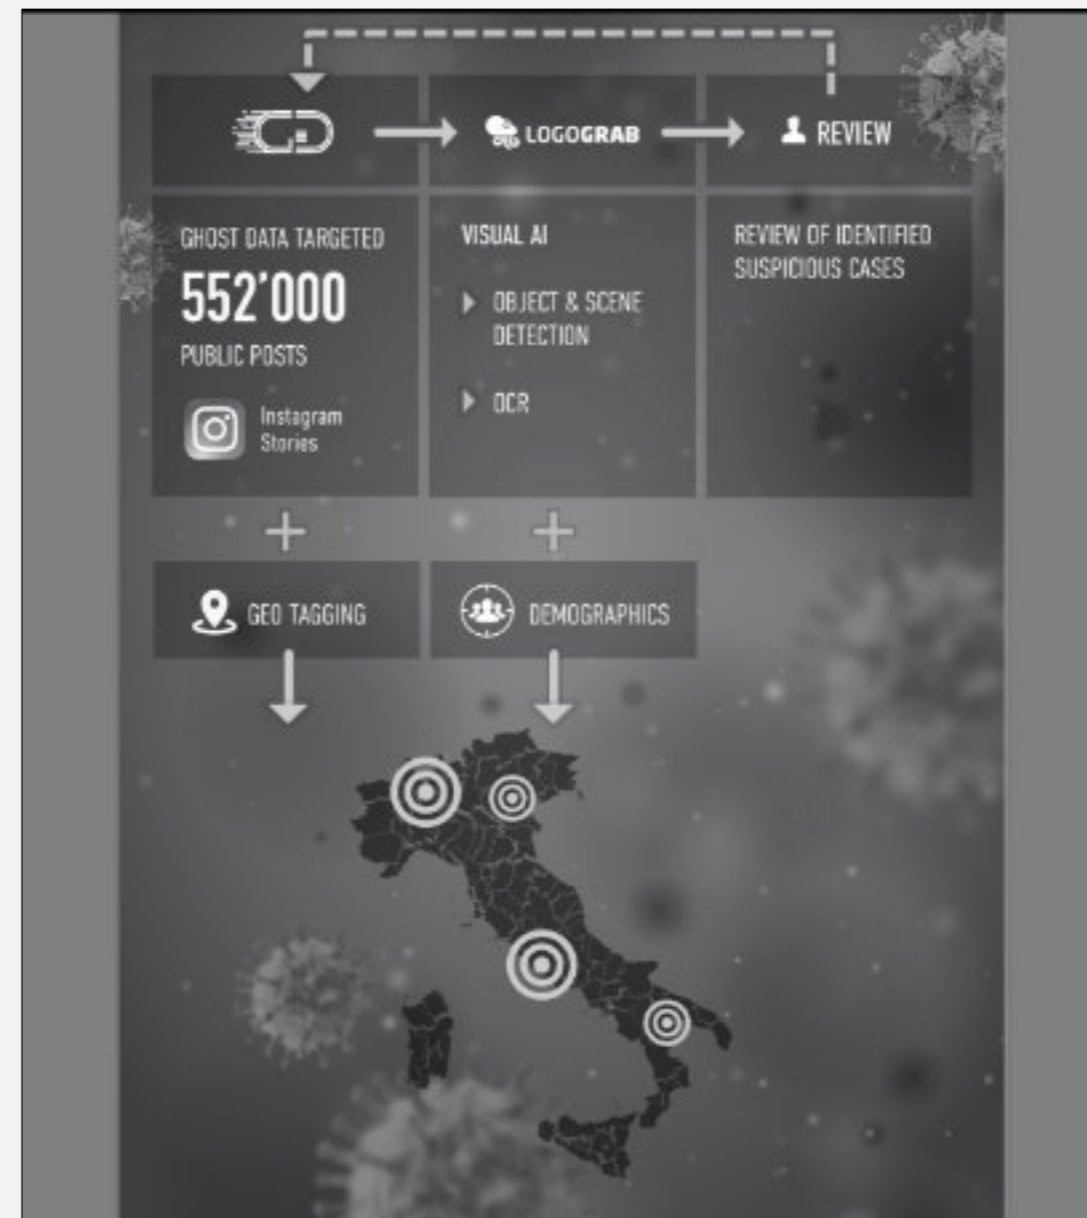 GD
LOGOGRAB
REVIEW
GHOST DATA TARGETED
552'000
PUBLIC POSTS
Instagram
Stories
VISUAL AI
OBJECT & SCENE
DETECTION
OCR
REVIEW OF IDENTIFIED
SUSPICIOUS CASES
GEO TAGGING
DEMOGRAPHICS